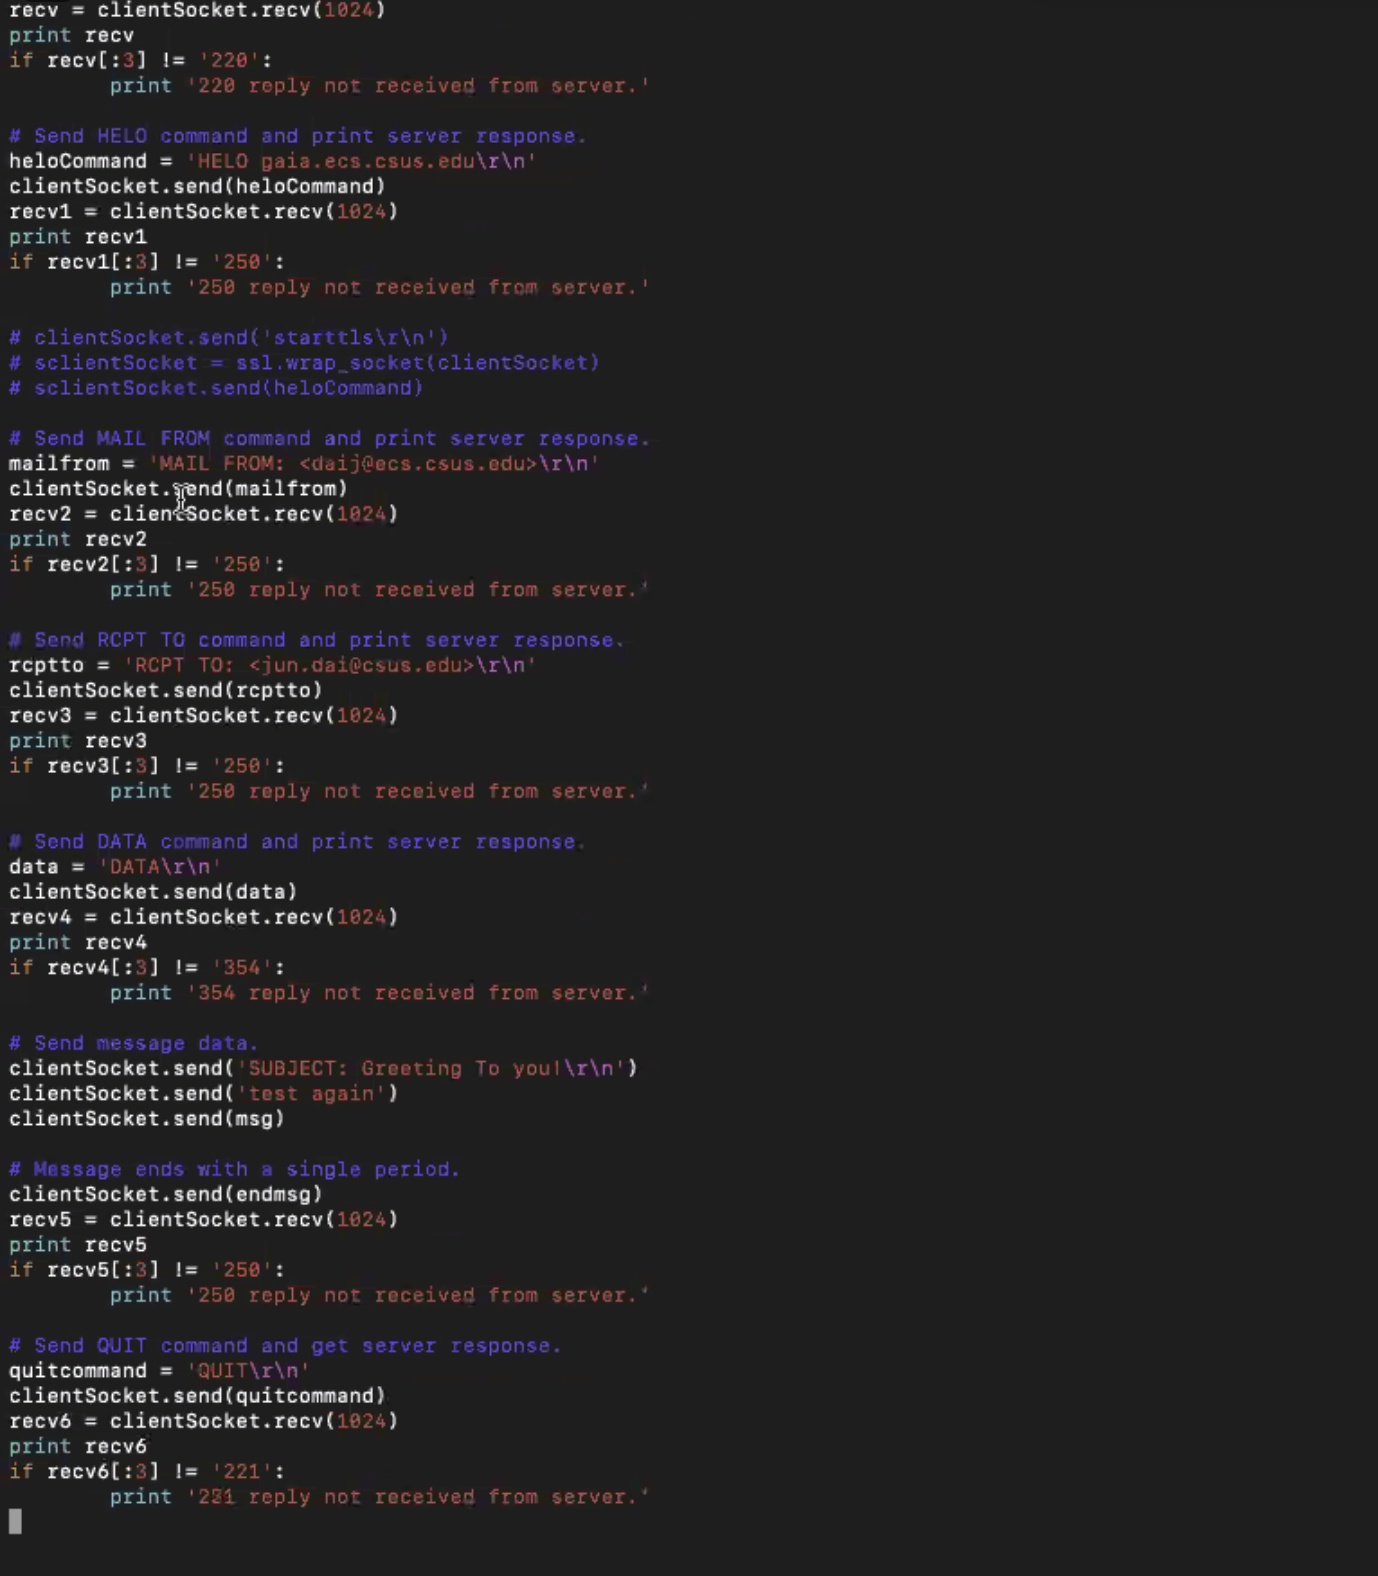 recv = clientSocket.recv(1024)
print recv
if recv[:3] != '220':
        print '220 reply not received from server.'

# Send HELO command and print server response.
heloCommand = 'HELO gaia.ecs.csus.edu\r\n'
clientSocket.send(heloCommand)
recv1 = clientSocket.recv(1024)
print recv1
if recv1[:3] != '250':
        print '250 reply not received from server.'

# clientSocket.send('starttls\r\n')
# sclientSocket = ssl.wrap_socket(clientSocket)
# sclientSocket.send(heloCommand)

# Send MAIL FROM command and print server response.
mailfrom = 'MAIL FROM: <daij@ecs.csus.edu>\r\n'
clientSocket.send(mailfrom)
recv2 = clientSocket.recv(1024)
print recv2
if recv2[:3] != '250':
        print '250 reply not received from server.'

# Send RCPT TO command and print server response.
rcptto = 'RCPT TO: <jun.dai@csus.edu>\r\n'
clientSocket.send(rcptto)
recv3 = clientSocket.recv(1024)
print recv3
if recv3[:3] != '250':
        print '250 reply not received from server.'

# Send DATA command and print server response.
data = 'DATA\r\n'
clientSocket.send(data)
recv4 = clientSocket.recv(1024)
print recv4
if recv4[:3] != '354':
        print '354 reply not received from server.'

# Send message data.
clientSocket.send('SUBJECT: Greeting To you!\r\n')
clientSocket.send('test again')
clientSocket.send(msg)

# Message ends with a single period.
clientSocket.send(endmsg)
recv5 = clientSocket.recv(1024)
print recv5
if recv5[:3] != '250':
        print '250 reply not received from server.'

# Send QUIT command and get server response.
quitcommand = 'QUIT\r\n'
clientSocket.send(quitcommand)
recv6 = clientSocket.recv(1024)
print recv6
if recv6[:3] != '221':
        print '221 reply not received from server.'